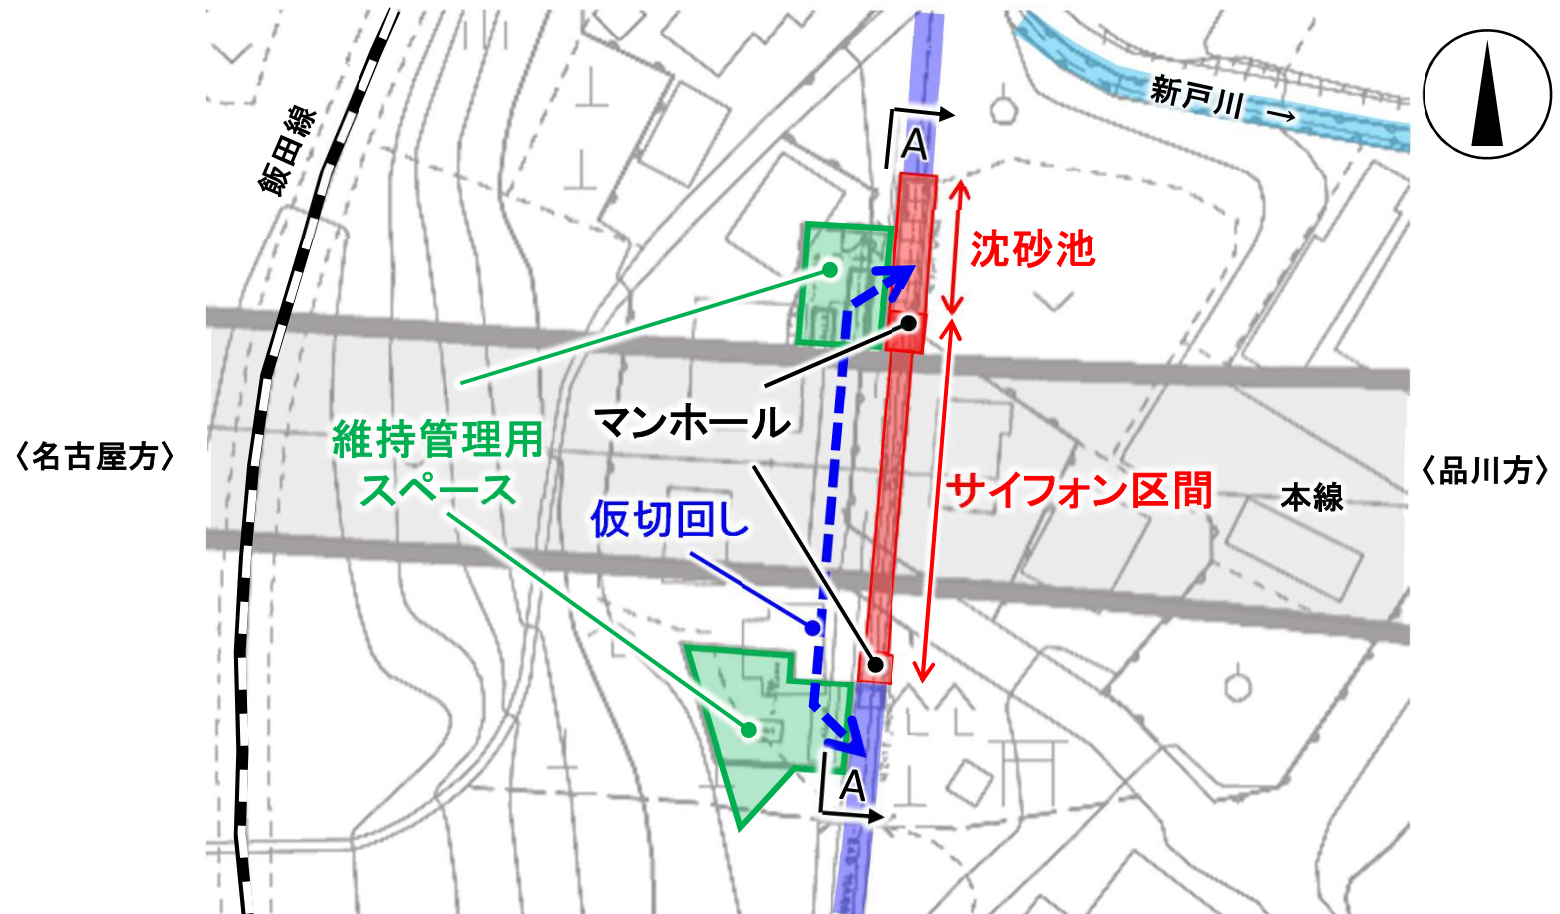 新戸川 →
飯田線
A
沈砂池
維持管理用
スペース
マンホール
〈名古屋方〉
仮切回し
サイフォン区間
本線
〈品川方〉
A